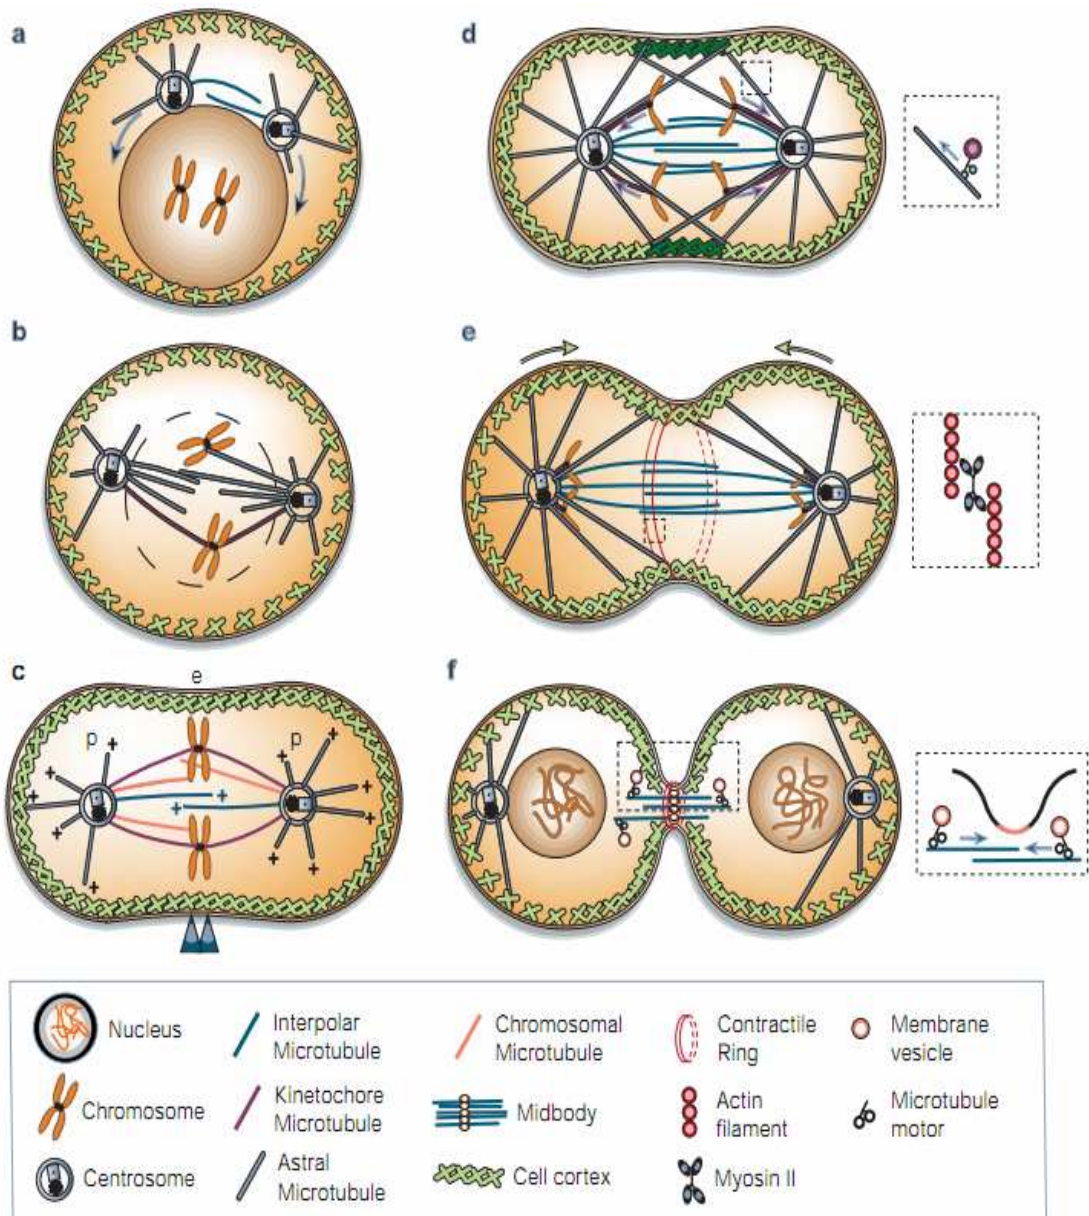 a
d
b
e
c
e
f
p
p
+
+
+
+
+
+
+
+
+
+
+
+
Nucleus
Interpolar
Microtubule
Chromosomal
Microtubule
Contractile
Ring
Membrane
vesicle
Chromosome
Kinetochore
Microtubule
Midbody
Actin
filament
Microtubule
motor
Centrosome
Astral
Microtubule
Cell cortex
Myosin II